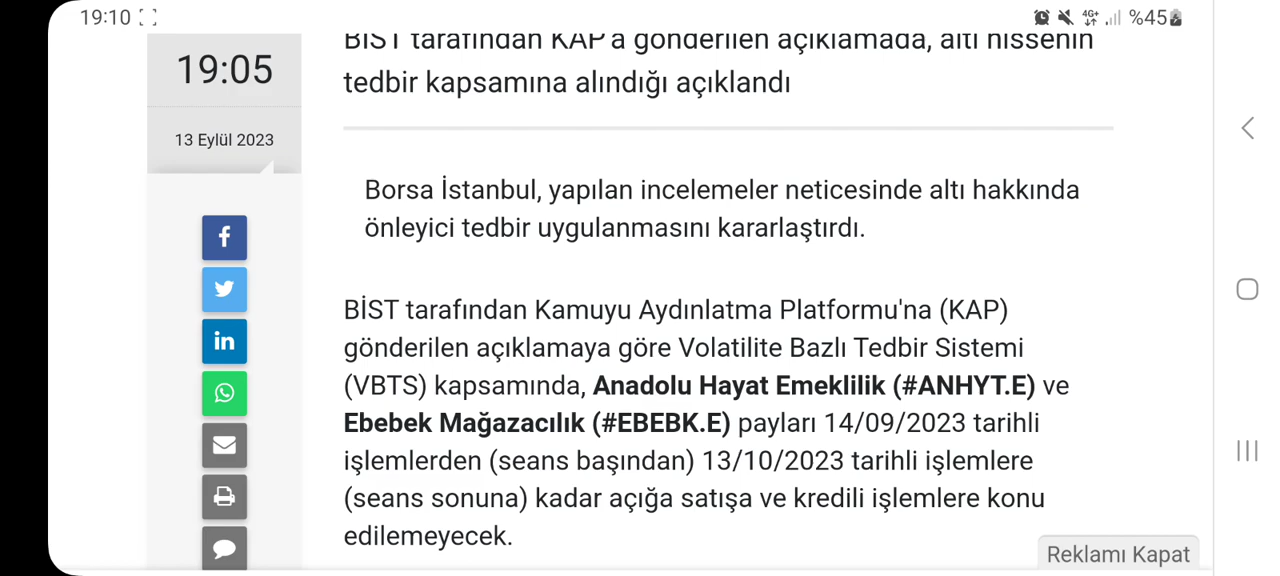 19:10
4G+
%45
BİST tarafından KAP'a gönderilen açıklamada, altı hissenin
tedbir kapsamına alındığı açıklandı
19:05
13 Eylül 2023
Borsa İstanbul, yapılan incelemeler neticesinde altı hakkında
önleyici tedbir uygulanmasını kararlaştırdı.
BİST tarafından Kamuyu Aydınlatma Platformu'na (KAP)
gönderilen açıklamaya göre Volatilite Bazlı Tedbir Sistemi
(VBTS) kapsamında, Anadolu Hayat Emeklilik (#ANHYT.E) ve
Ebebek Mağazacılık (#EBEBK.E) payları 14/09/2023 tarihli
işlemlerden (seans başından) 13/10/2023 tarihli işlemlere
(seans sonuna) kadar açığa satışa ve kredili işlemlere konu
edilemeyecek.
Reklamı Kapat